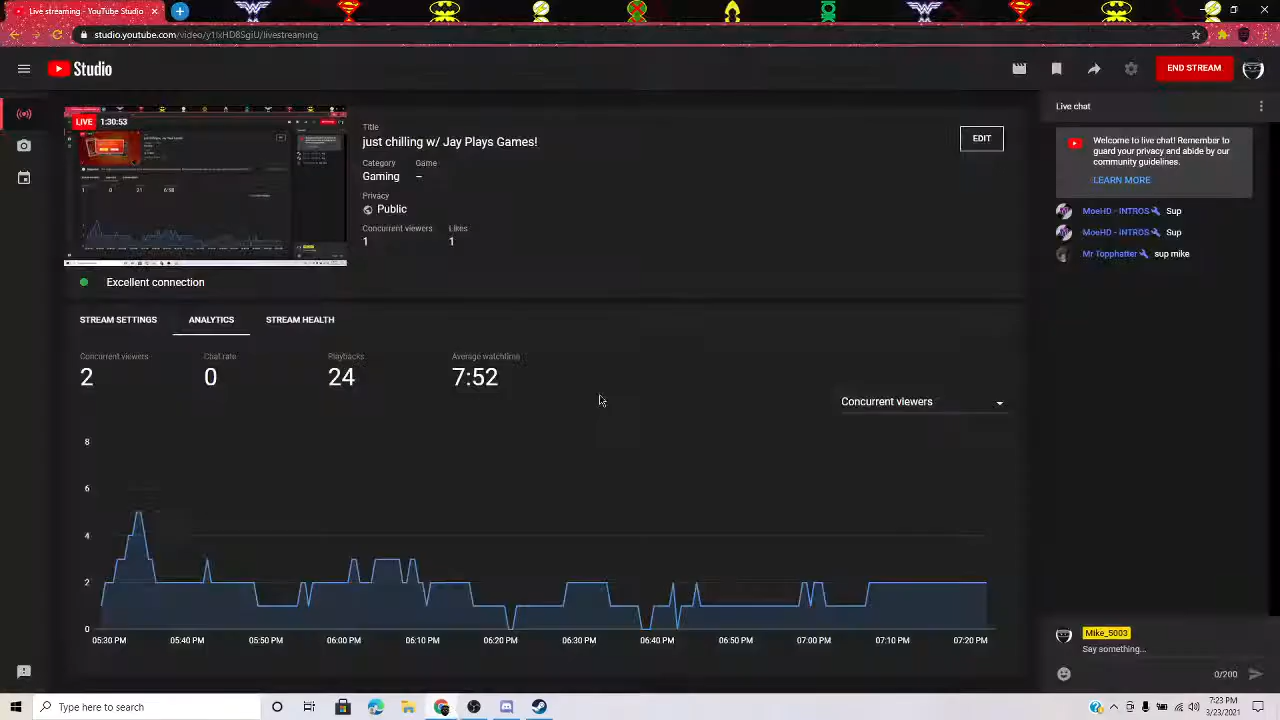 Live streaming - YouTube Studio
studio.youtube.com/video/y1IxHD8SgiU/livestreaming
Studio
END STREAM
LIVE 1:30:53
Title
just chilling w/ Jay Plays Games!
EDIT
Category Game
Gaming –
Privacy
Public
Concurrent viewers Likes
1 1
Excellent connection
STREAM SETTINGS ANALYTICS STREAM HEALTH
Concurrent viewers Chat rate Playbacks Average watchtime
2 0 24 7:52
Concurrent viewers
8
6
4
2
0
05:30 PM 05:40 PM 05:50 PM 06:00 PM 06:10 PM 06:20 PM 06:30 PM 06:40 PM 06:50 PM 07:00 PM 07:10 PM 07:20 PM
Live chat
Welcome to live chat! Remember to
guard your privacy and abide by our
community guidelines.
LEARN MORE
MoeHD - INTROS Sup
MoeHD - INTROS Sup
Mr Topphatter sup mike
Mike_5003
Say something...
0/200
Type here to search
7:23 PM
3/23/2021